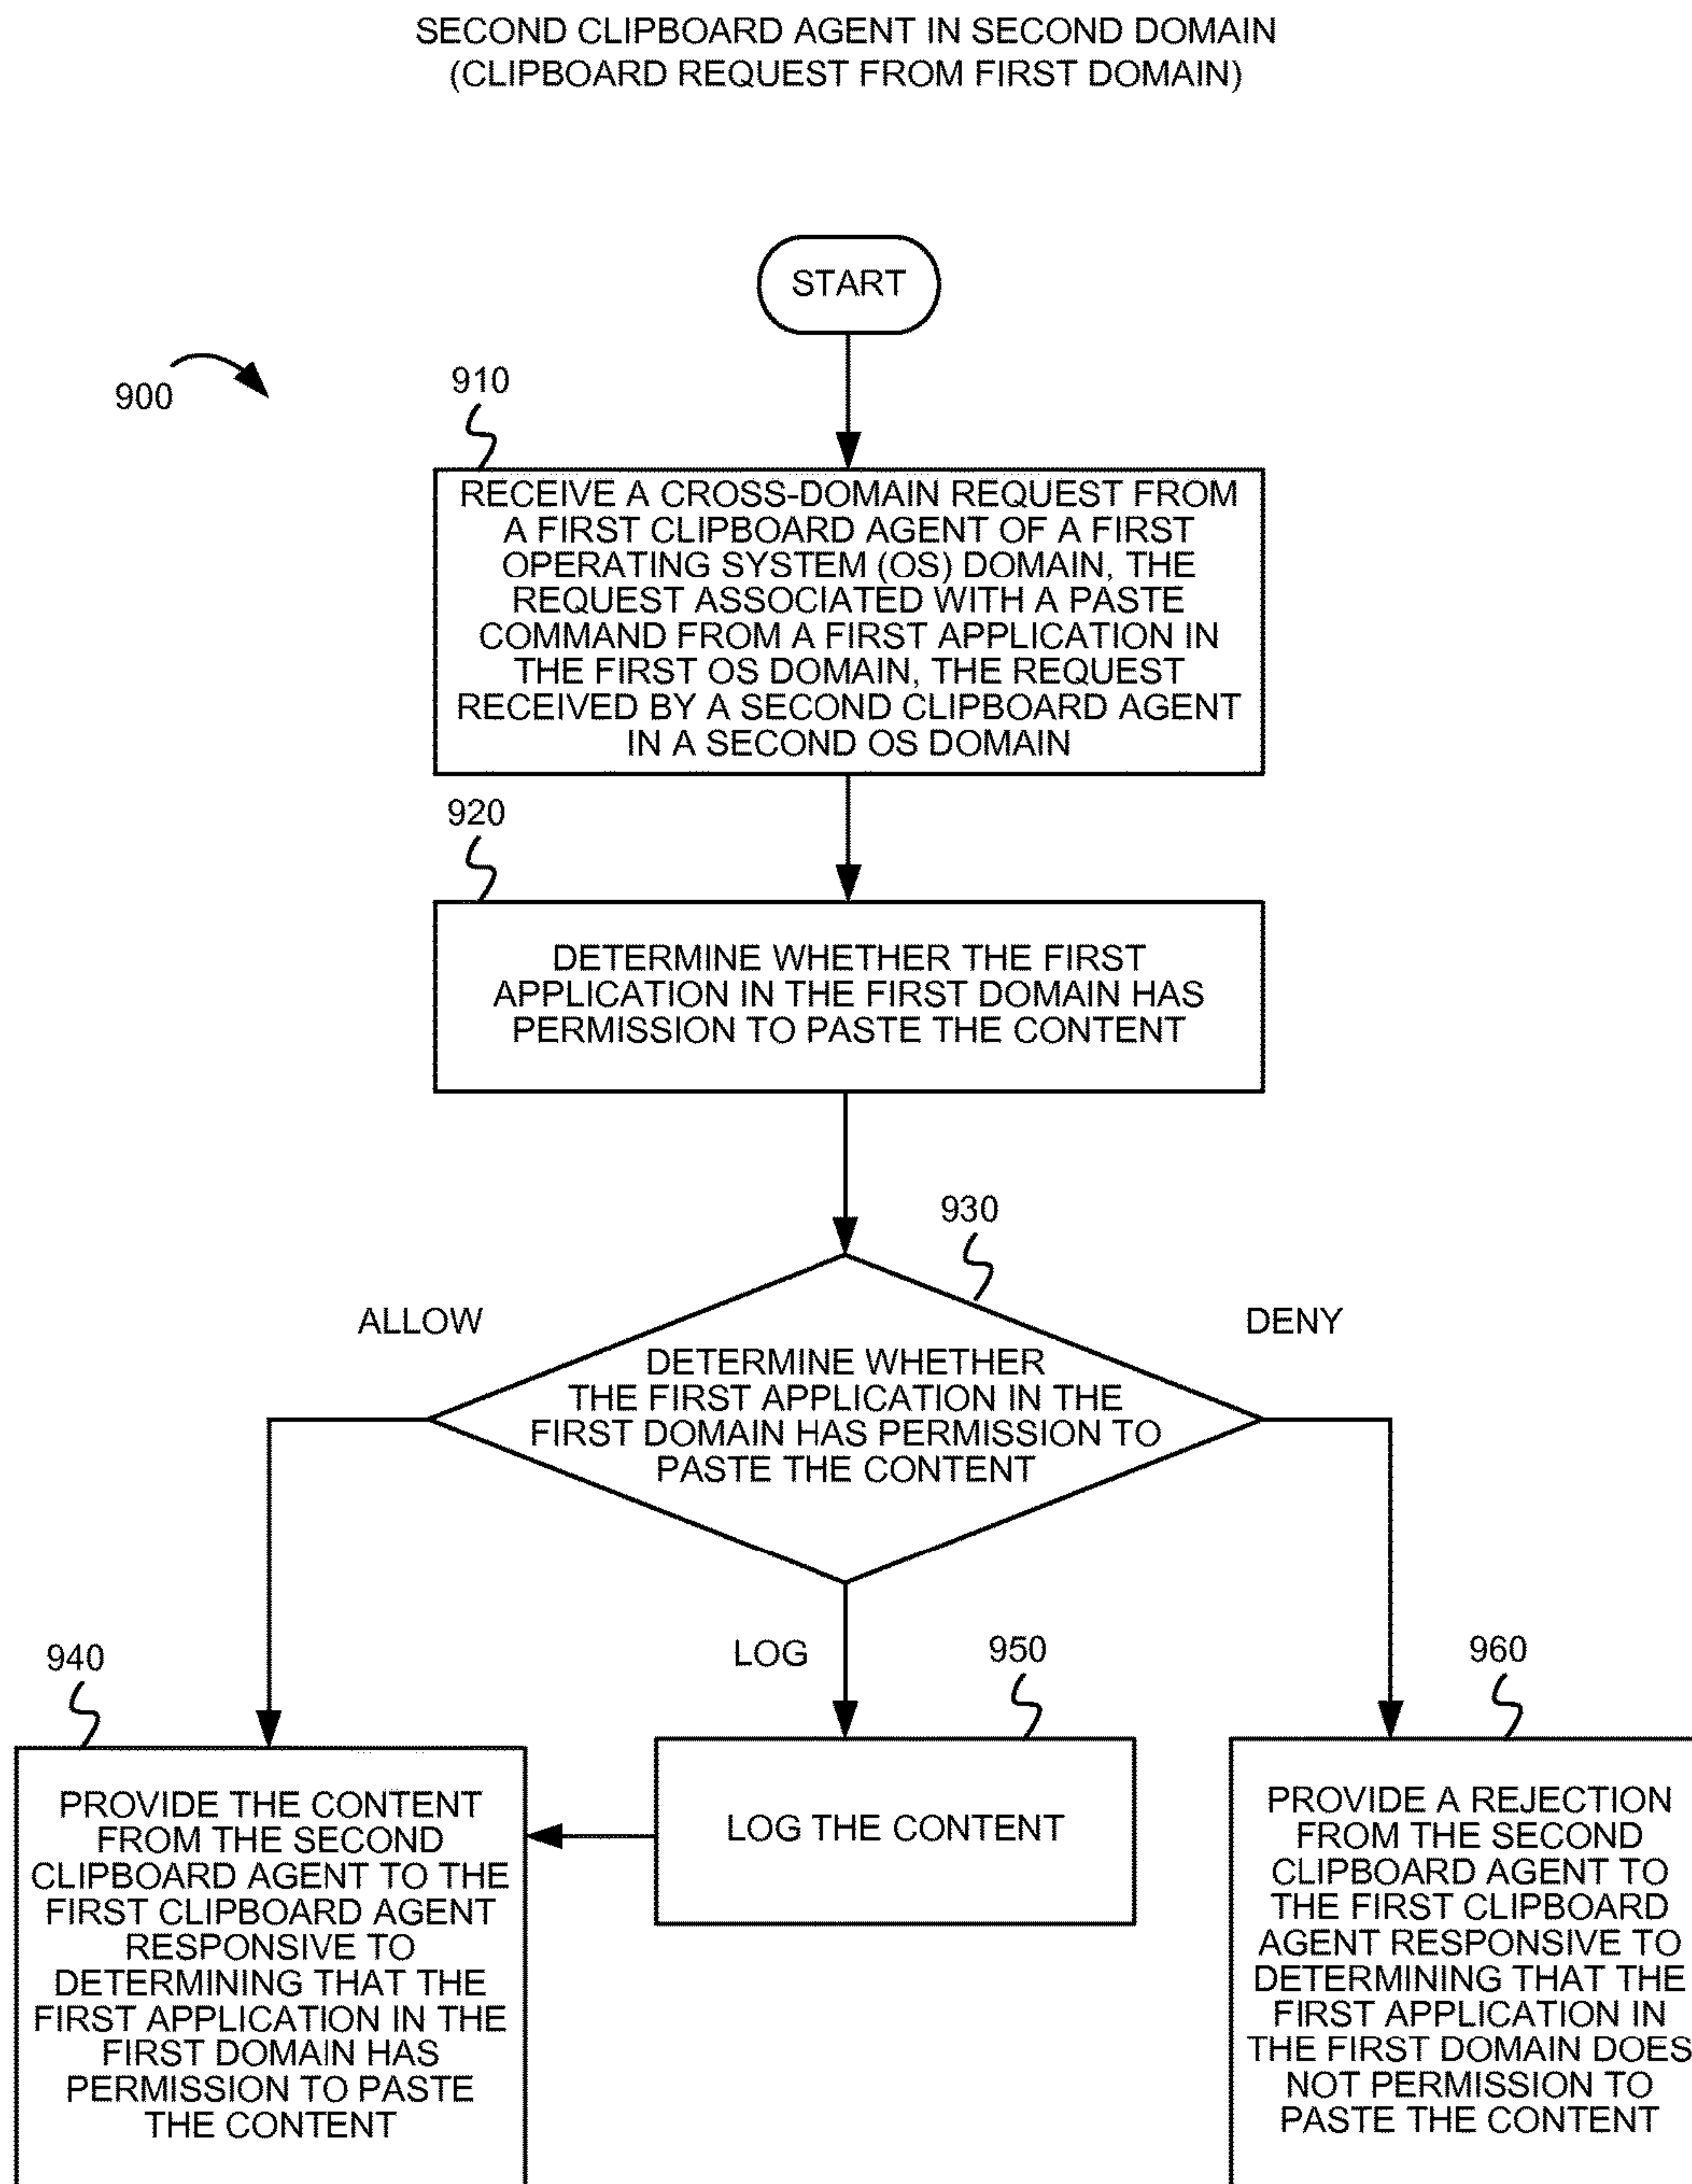 SECOND CLIPBOARD AGENT IN SECOND DOMAIN
(CLIPBOARD REQUEST FROM FIRST DOMAIN)
START
900
910
RECEIVE A CROSS-DOMAIN REQUEST FROM
A FIRST CLIPBOARD AGENT OF A FIRST
OPERATING SYSTEM (OS) DOMAIN, THE
REQUEST ASSOCIATED WITH A PASTE
COMMAND FROM A FIRST APPLICATION IN
THE FIRST OS DOMAIN, THE REQUEST
RECEIVED BY A SECOND CLIPBOARD AGENT
IN A SECOND OS DOMAIN
920
DETERMINE WHETHER THE FIRST
APPLICATION IN THE FIRST DOMAIN HAS
PERMISSION TO PASTE THE CONTENT
930
ALLOW
DENY
DETERMINE WHETHER
THE FIRST APPLICATION IN THE
FIRST DOMAIN HAS PERMISSION TO
PASTE THE CONTENT
LOG
940
PROVIDE THE CONTENT
FROM THE SECOND
CLIPBOARD AGENT TO THE
FIRST CLIPBOARD AGENT
RESPONSIVE TO
DETERMINING THAT THE
FIRST APPLICATION IN THE
FIRST DOMAIN HAS
PERMISSION TO PASTE
THE CONTENT
950
LOG THE CONTENT
960
PROVIDE A REJECTION
FROM THE SECOND
CLIPBOARD AGENT TO
THE FIRST CLIPBOARD
AGENT RESPONSIVE TO
DETERMINING THAT THE
FIRST APPLICATION IN
THE FIRST DOMAIN DOES
NOT PERMISSION TO
PASTE THE CONTENT